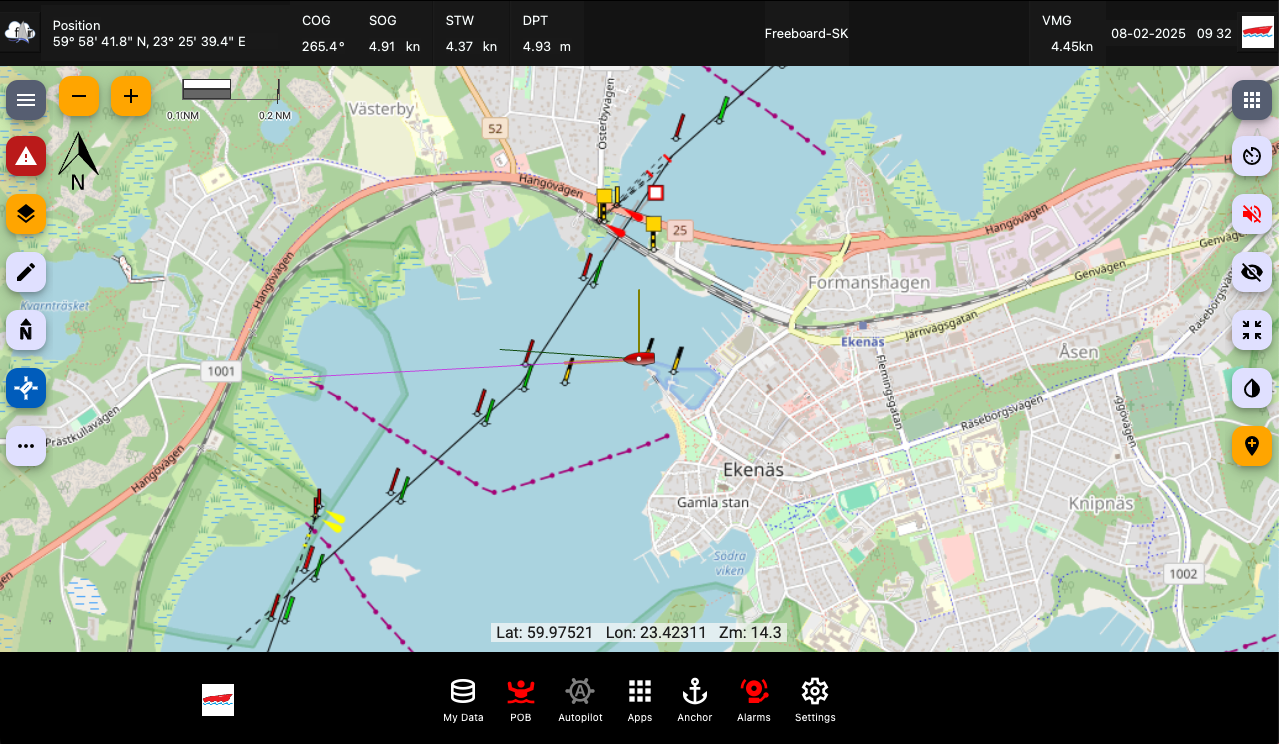 Position
59° 58' 41.8" N, 23° 25' 39.4" E
COG
265.4°
SOG
4.91 kn
STW
4.37 kn
DPT
4.93 m
Freeboard-SK
VMG
4.45kn
08-02-2025 09 32
0.1 NM
0.2 NM
N
N
Västerby
52
Österbyvägen
Hangövägen
Hangövägen
Genvägen
25
Hangövägen
Formanshagen
Genvägen
Kvarnträsket
Raseborgsvägen
Järnvägsgatan
Ekenäs
Åsen
1001
Flemingsgatan
Prästkullavägen
Raseborgsvägen
Hangövägen
Ekenäs
Gamla stan
Knipnäs
Södra
viken
1002
Lat: 59.97521 Lon: 23.42311 Zm: 14.3
My Data
POB
A
Autopilot
Apps
Anchor
Alarms
Settings